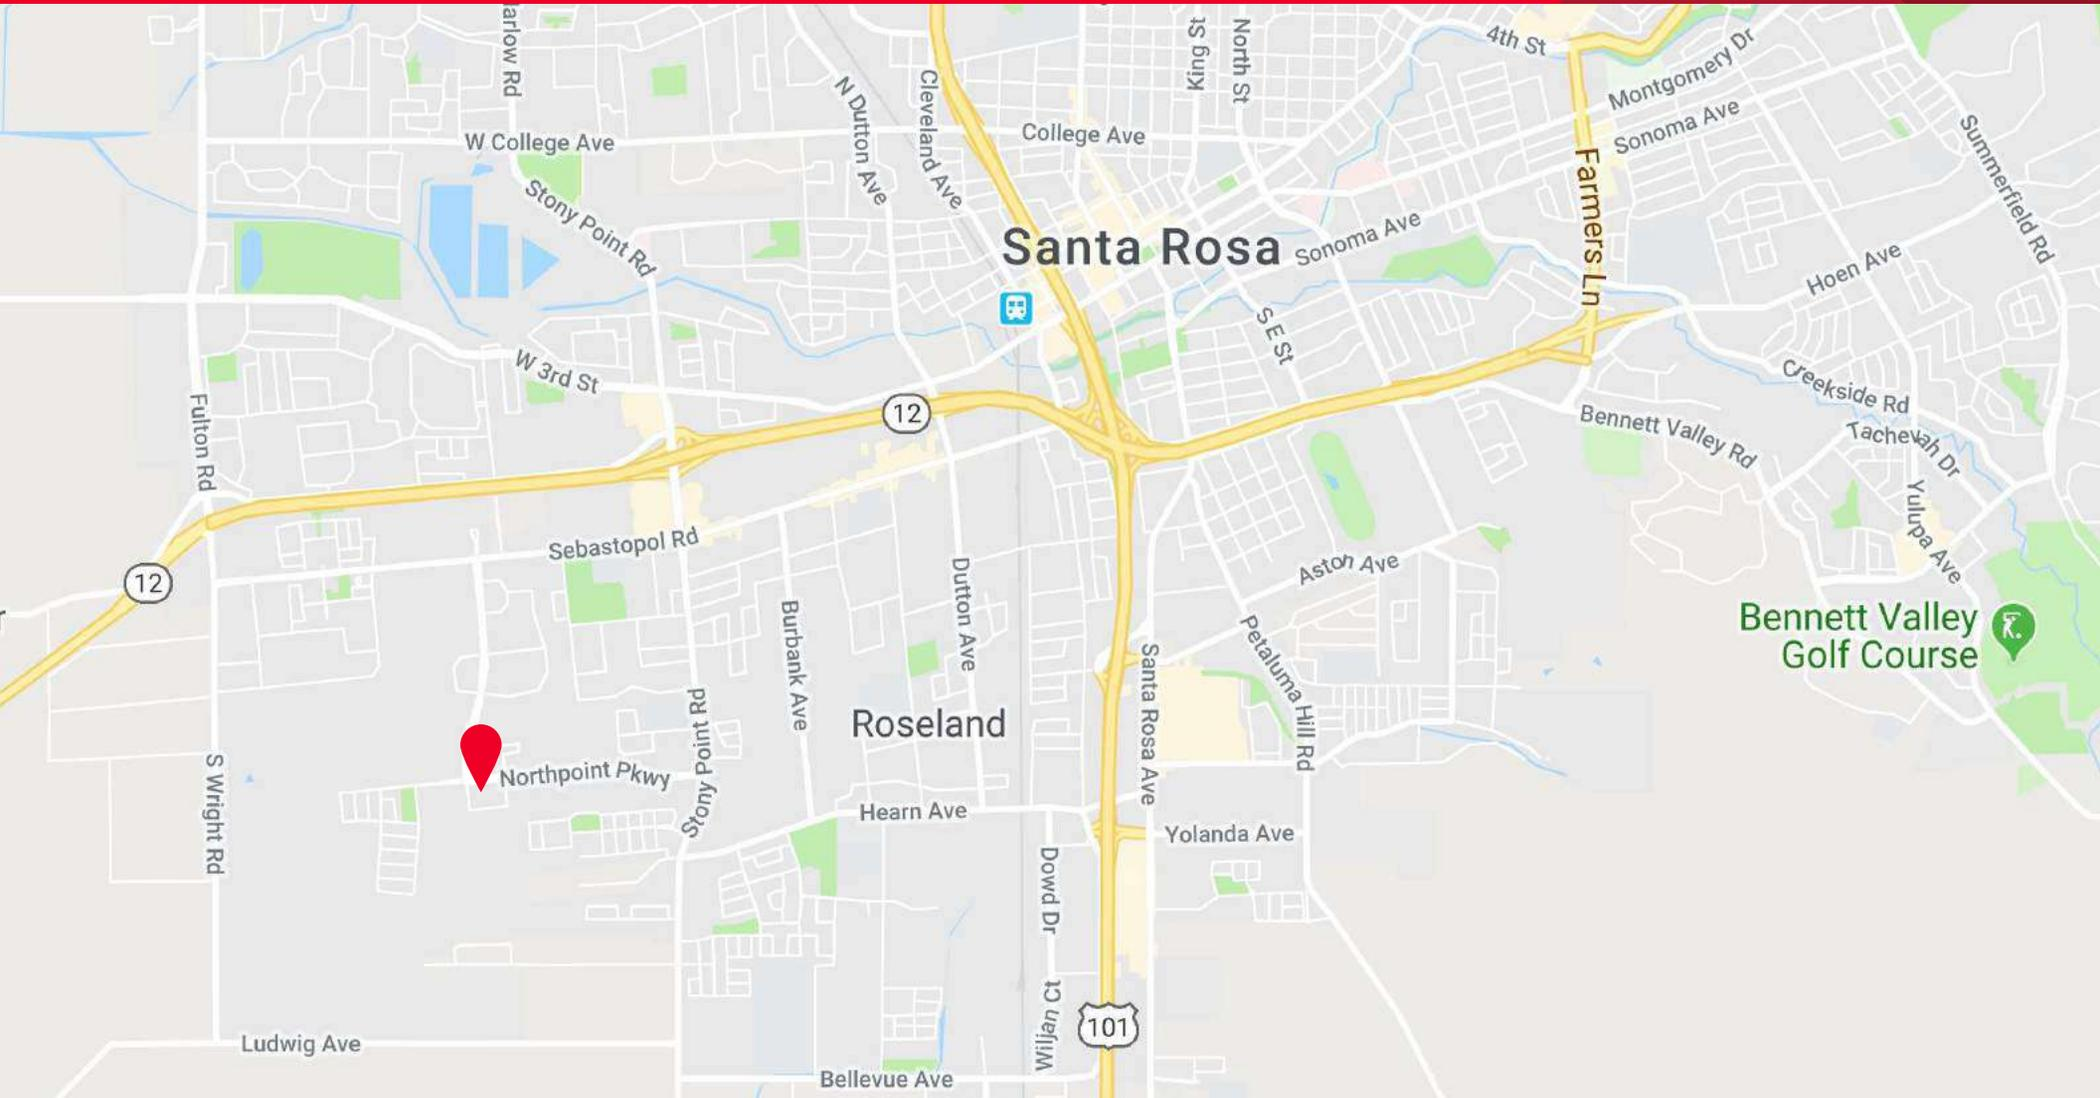 arlow Rd
King St
North St
4th St
Montgomery Dr
Sonoma Ave
N Dutton Ave
Cleveland Ave
College Ave
W College Ave
Summerfield Rd
Farmers Ln
Stony Point Rd
Santa Rosa
Sonoma Ave
Hoen Ave
S E St
W 3rd St
Creekside Rd
12
Fulton Rd
Bennett Valley Rd
Tachevah Dr
Yulupa Ave
Sebastopol Rd
12
Aston Ave
Dutton Ave
Burbank Ave
Bennett Valley
Golf Course
Petaluma Hill Rd
Santa Rosa Ave
Stony Point Rd
Roseland
Northpoint Pkwy
S Wright Rd
Hearn Ave
Yolanda Ave
Dowd Dr
Wiljan Ct
101
Ludwig Ave
Bellevue Ave